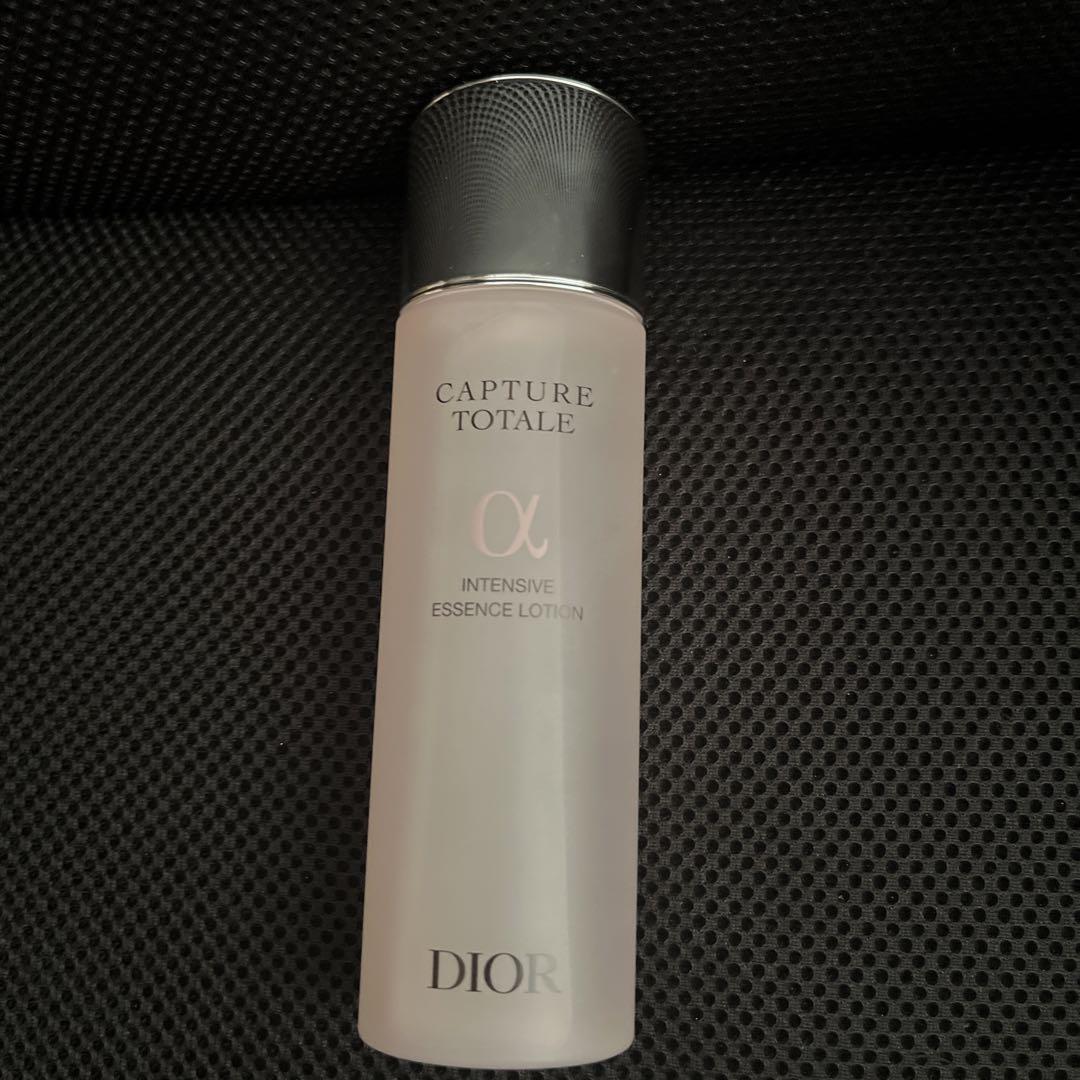 CAPTURE
TOTALE
α
INTENSIVE
ESSENCE LOTION
DIOR